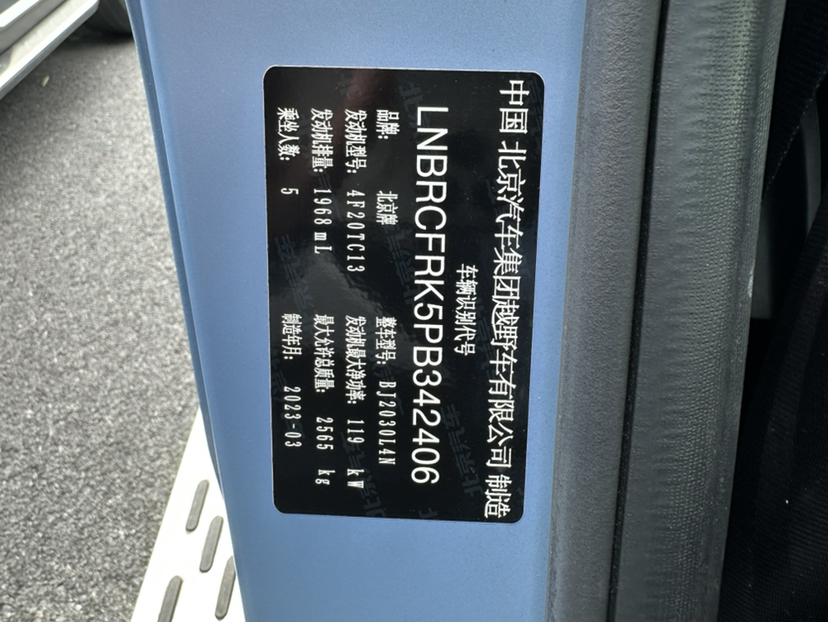 中国 北京汽车集团越野车有限公司 制造
车辆识别代号
LNBRCFRK5PB342406
品牌： 北京牌 整车型号： BJ2030L4N
发动机型号： 4F20TC13 发动机最大净功率： 119 kW
发动机排量： 1968 mL 最大允许总质量： 2565 kg
乘坐人数： 5 制造年月： 2023-03